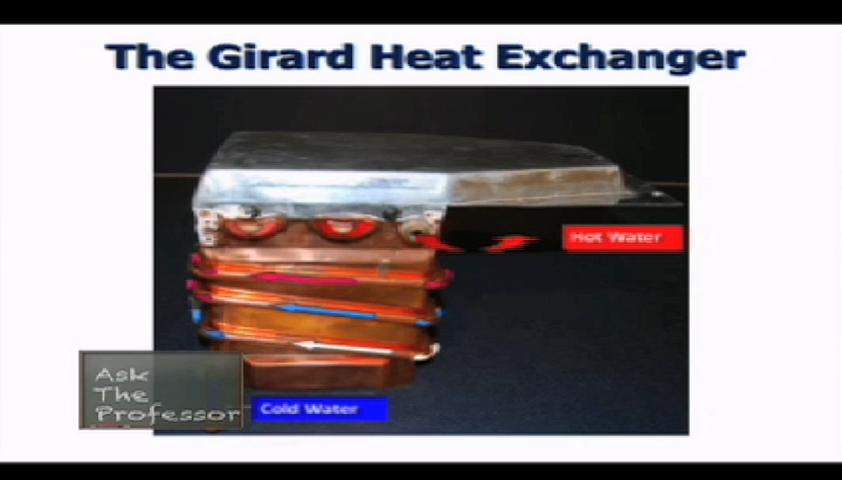 The Girard Heat Exchanger
Hot Water
Ask
The
Professor
Cold Water